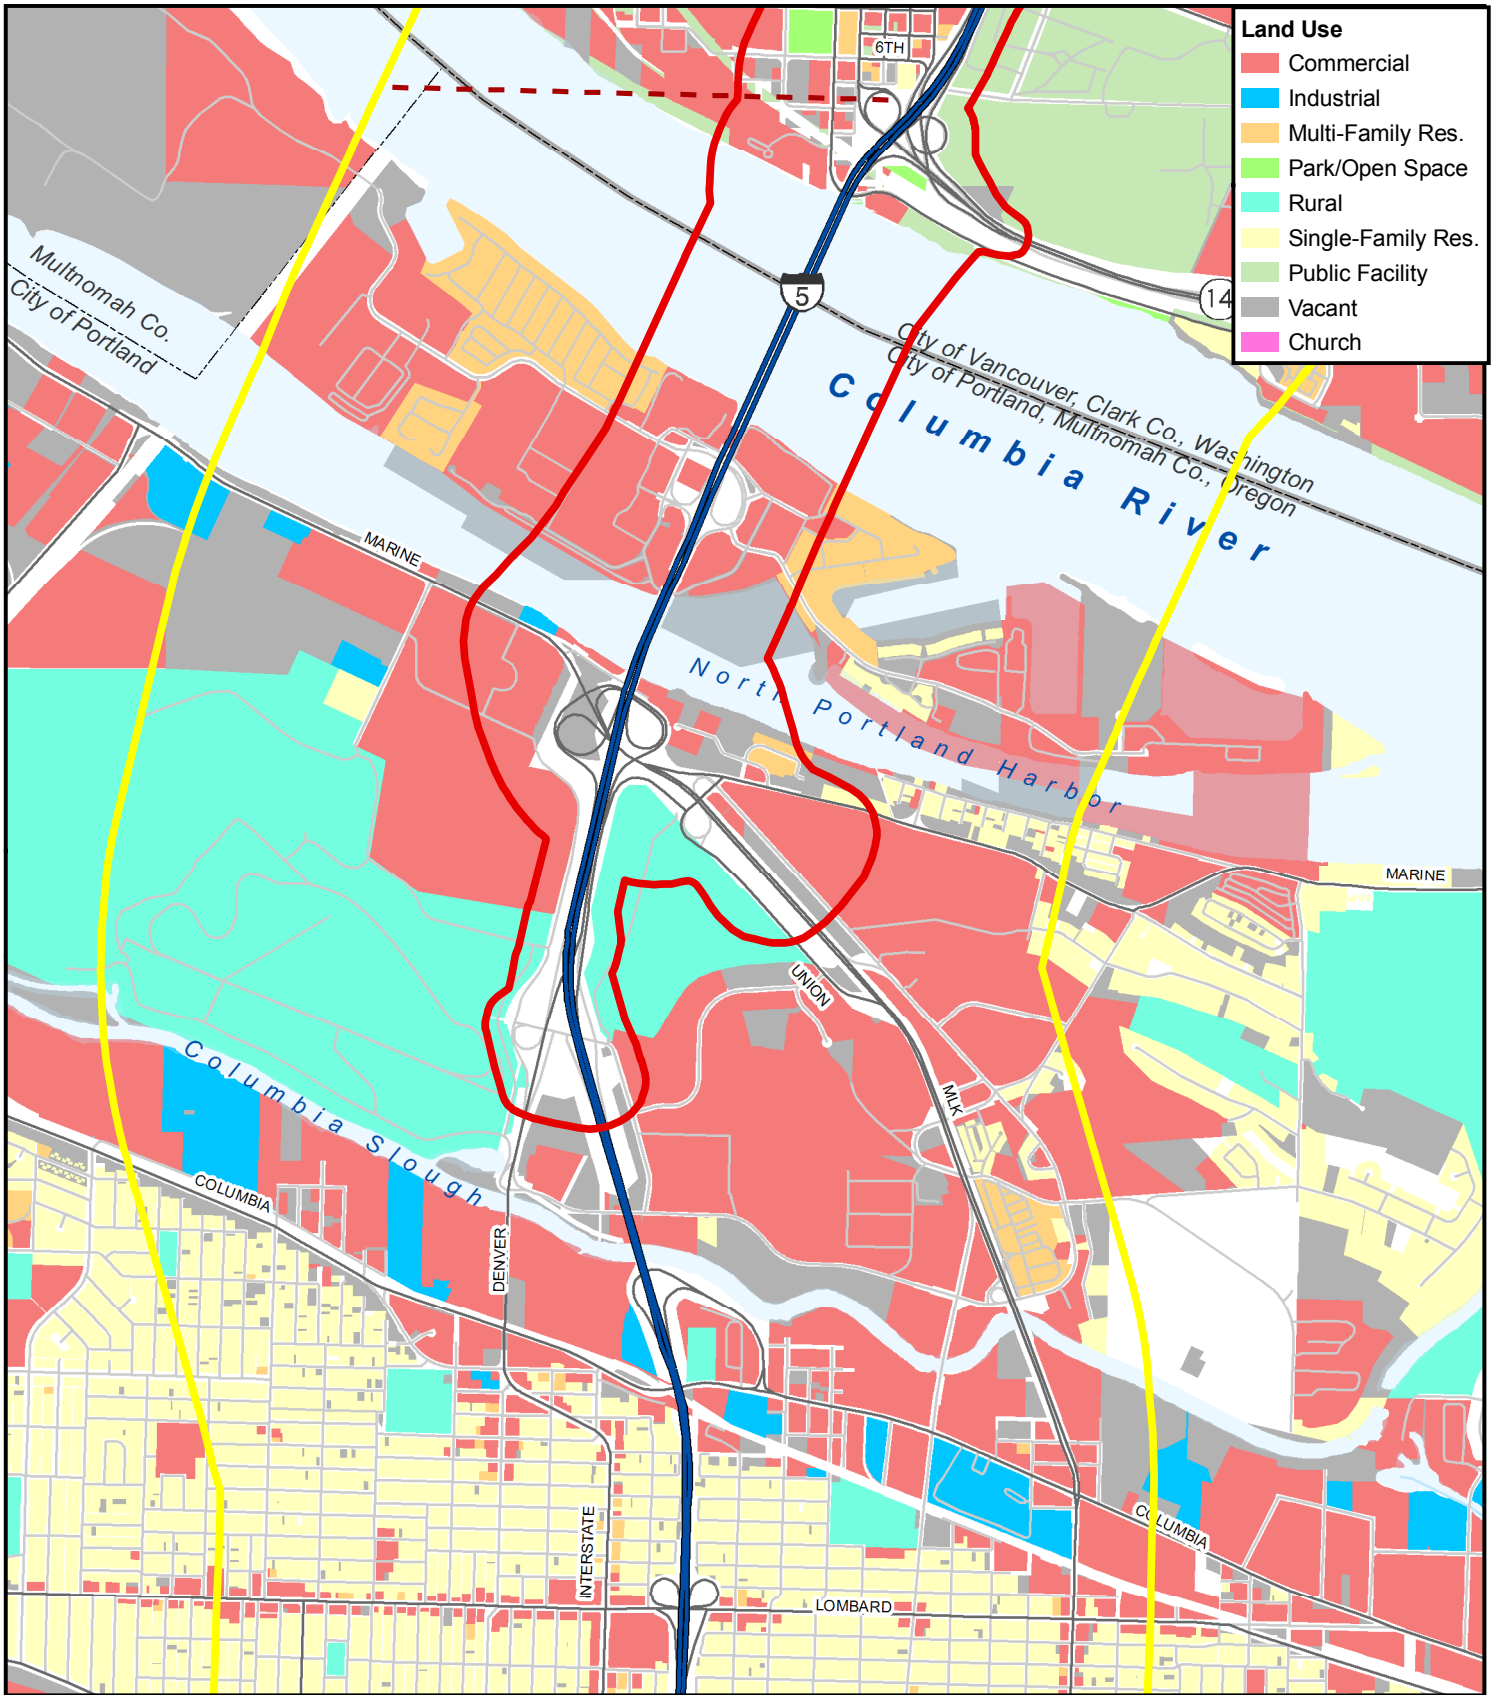 Land Use
Commercial
Industrial
Multi-Family Res.
Park/Open Space
Rural
Single-Family Res.
Public Facility
Vacant
Church
6TH
5
14
Multnomah Co.
City of Portland
City of Vancouver, Clark Co., Washington
City of Portland, Multnomah Co., Oregon
Columbia River
MARINE
North Portland Harbor
MARINE
UNION
MLK
Columbia Slough
COLUMBIA
DENVER
INTERSTATE
COLUMBIA
LOMBARD